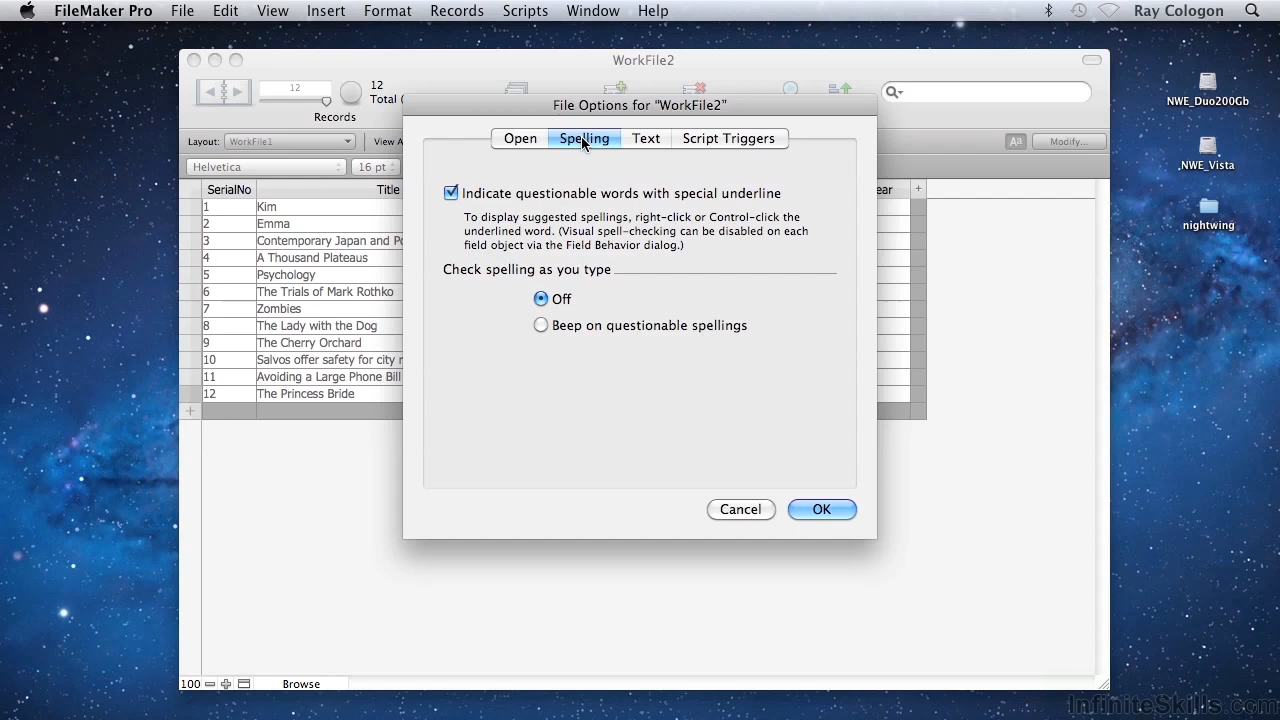 FileMaker Pro File Edit View Insert Format Records Scripts Window Help Ray Cologon
WorkFile2
12
12
Total (
Records
File Options for “WorkFile2”
Layout: WorkFile1 View A
Aa Modify...
Helvetica 16 pt
Open Spelling Text Script Triggers
SerialNo Title ear +
1 Kim
2 Emma
3 Contemporary Japan and Po
4 A Thousand Plateaus
5 Psychology
6 The Trials of Mark Rothko
7 Zombies
8 The Lady with the Dog
9 The Cherry Orchard
10 Salvos offer safety for city r
11 Avoiding a Large Phone Bill
12 The Princess Bride
+
Indicate questionable words with special underline
To display suggested spellings, right-click or Control-click the
underlined word. (Visual spell-checking can be disabled on each
field object via the Field Behavior dialog.)
Check spelling as you type
Off
Beep on questionable spellings
Cancel OK
NWE_Duo200Gb
NWE_Vista
nightwing
100 Browse
InfiniteSkills.com